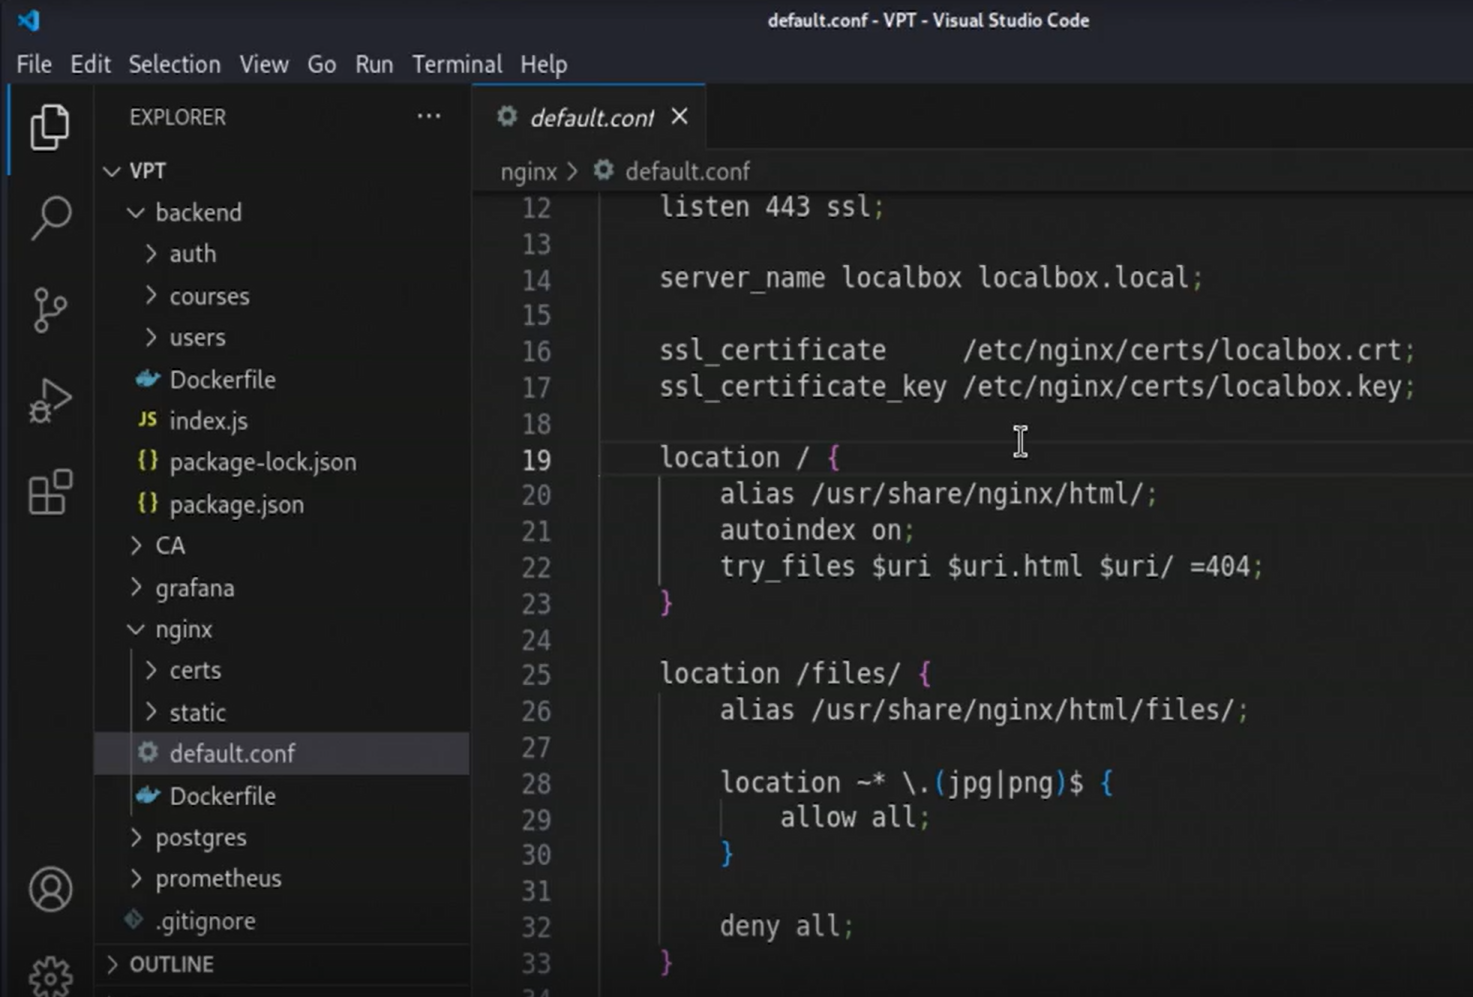 default.conf - VPT - Visual Studio Code
File Edit Selection View Go Run Terminal Help
EXPLORER ...
VPT
backend
auth
courses
users
Dockerfile
JS index.js
{} package-lock.json
{} package.json
CA
grafana
nginx
certs
static
default.conf
Dockerfile
postgres
prometheus
.gitignore
OUTLINE
default.conf ×
nginx > default.conf
12 listen 443 ssl;
13
14 server_name localbox localbox.local;
15
16 ssl_certificate     /etc/nginx/certs/localbox.crt;
17 ssl_certificate_key /etc/nginx/certs/localbox.key;
18
19 location / {
20     alias /usr/share/nginx/html/;
21     autoindex on;
22     try_files $uri $uri.html $uri/ =404;
23 }
24
25 location /files/ {
26     alias /usr/share/nginx/html/files/;
27
28     location ~* \.(jpg|png)$ {
29         allow all;
30     }
31
32     deny all;
33 }